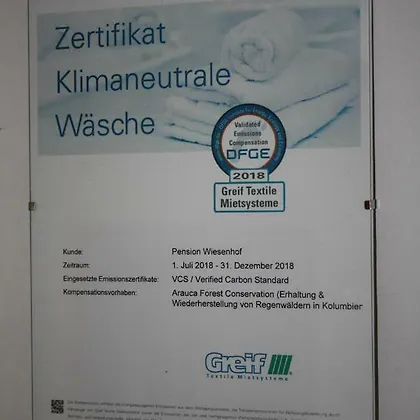 Zertifikat
Klimaneutrale
Wäsche
Validated
Emissions
Compensation
DFGE
2018
Greif Textile
Mietsysteme
Kunde: Pension Wiesenhof
Zeitraum: 1. Juli 2018 - 31. Dezember 2018
Eingesetzte Emissionszertifikate: VCS / Verified Carbon Standard
Kompensationsvorhaben: Arauca Forest Conservation (Erhaltung &
Wiederherstellung von Regenwäldern in Kolumbien
Greif
Textile Mietsysteme